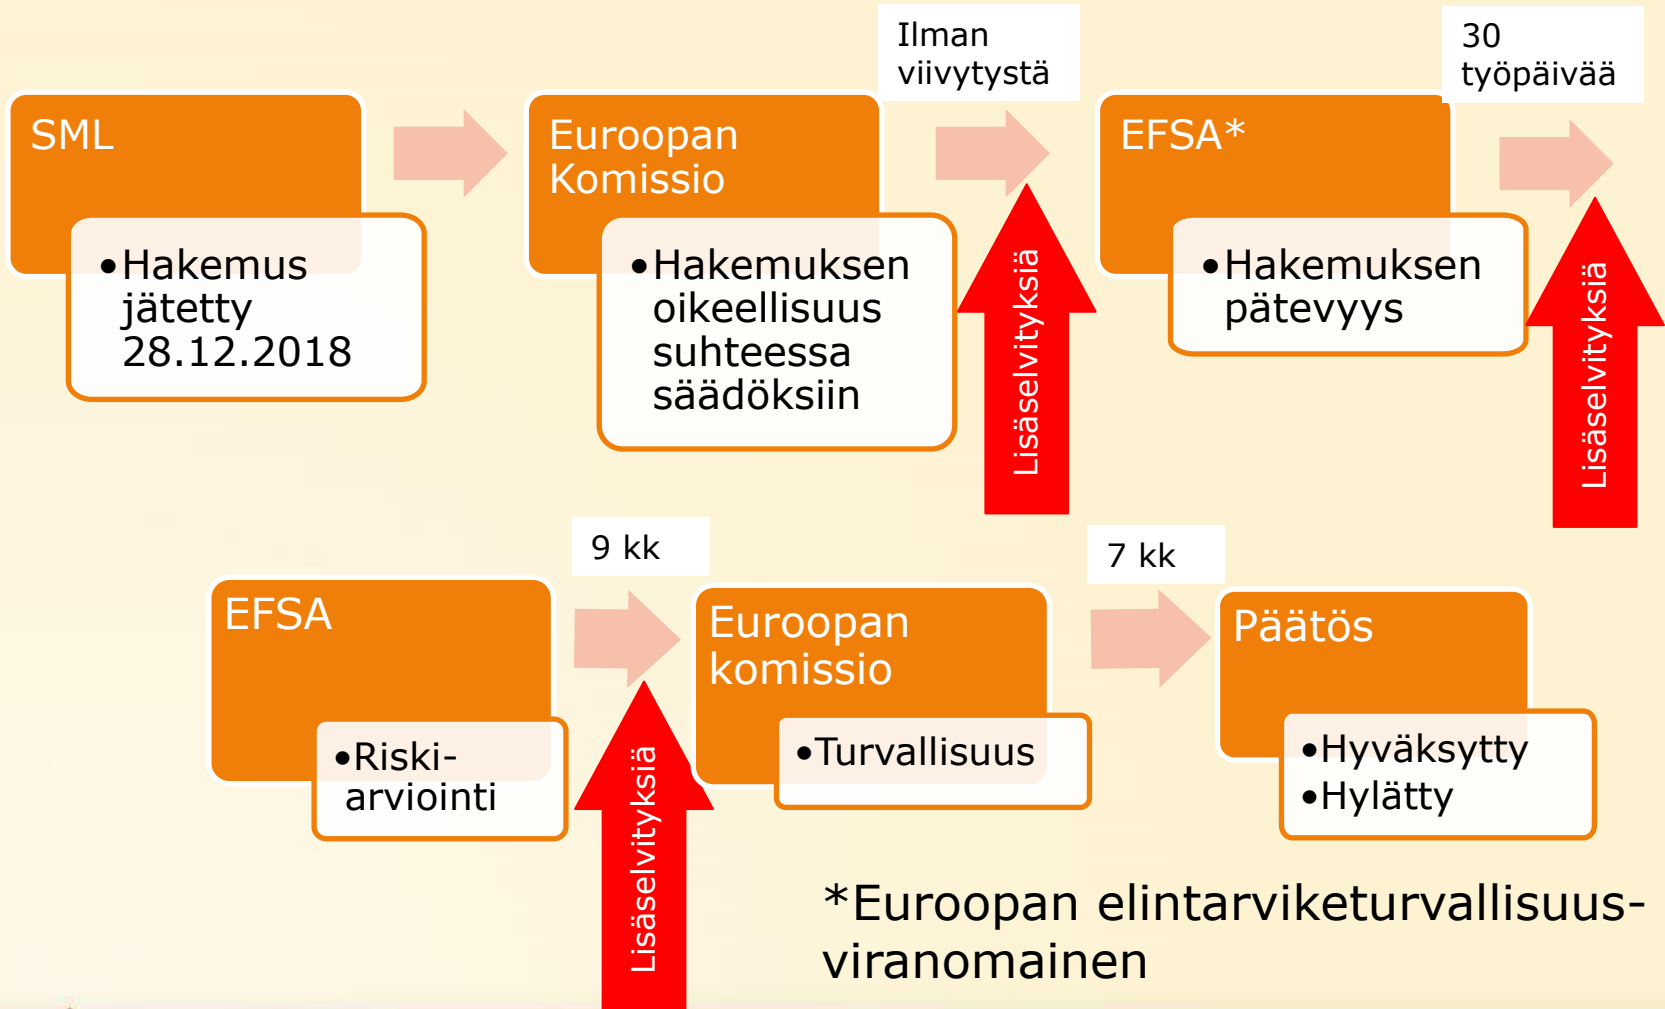 SML
•Hakemus
jätetty
28.12.2018
Euroopan
Komissio
•Hakemuksen
oikeellisuus
suhteessa
säädöksiin
Ilman
viivytystä
Lisäselvityksiä
EFSA*
•Hakemuksen
pätevyys
30
työpäivää
Lisäselvityksiä
EFSA
•Riski-
arviointi
9 kk
Lisäselvityksiä
Euroopan
komissio
•Turvallisuus
7 kk
Päätös
•Hyväksytty
•Hylätty
*Euroopan elintarviketurvallisuus-
viranomainen